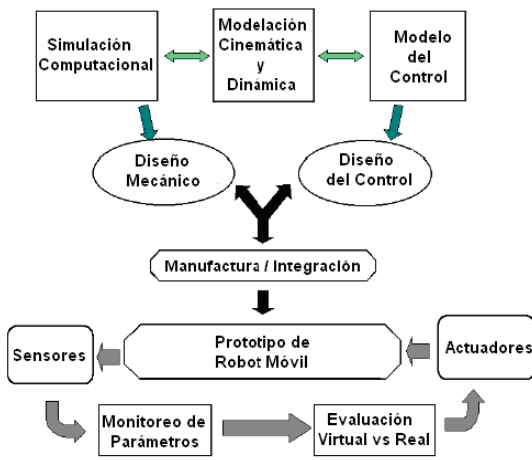 Simulación
Computacional
Modelación
Cinemática
y
Dinámica
Modelo
del
Control
Diseño
Mecánico
Diseño
del Control
Manufactura / Integración
Prototipo de
Robot Móvil
Sensores
Actuadores
Monitoreo de
Parámetros
Evaluación
Virtual vs Real